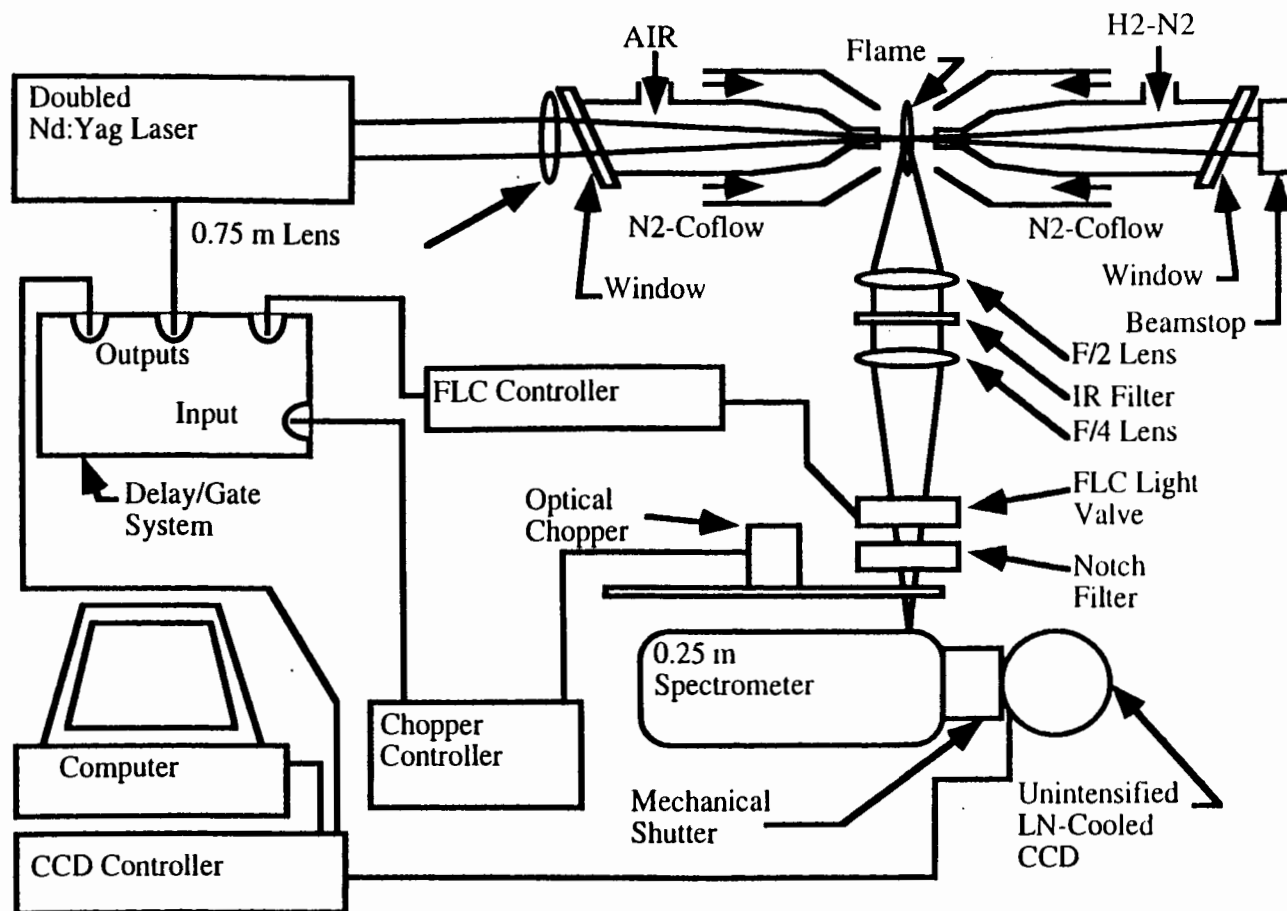 AIR
Flame
H2-N2
Doubled
Nd:Yag Laser
0.75 m Lens
N2-Coflow
N2-Coflow
Window
Window
Beamstop
Outputs
Input
FLC Controller
F/2 Lens
IR Filter
F/4 Lens
Delay/Gate
System
Optical
Chopper
FLC Light
Valve
Notch
Filter
0.25 m
Spectrometer
Chopper
Controller
Computer
Mechanical
Shutter
Unintensified
LN-Cooled
CCD
CCD Controller